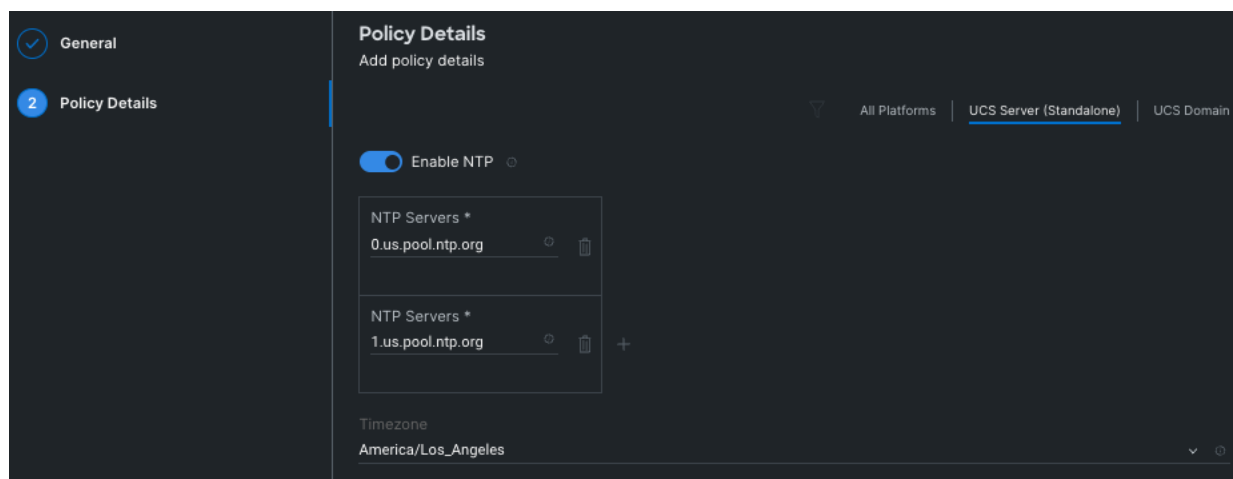 General
2 Policy Details
Policy Details
Add policy details
All Platforms UCS Server (Standalone) UCS Domain
Enable NTP
NTP Servers *
0.us.pool.ntp.org
NTP Servers *
1.us.pool.ntp.org
Timezone
America/Los_Angeles